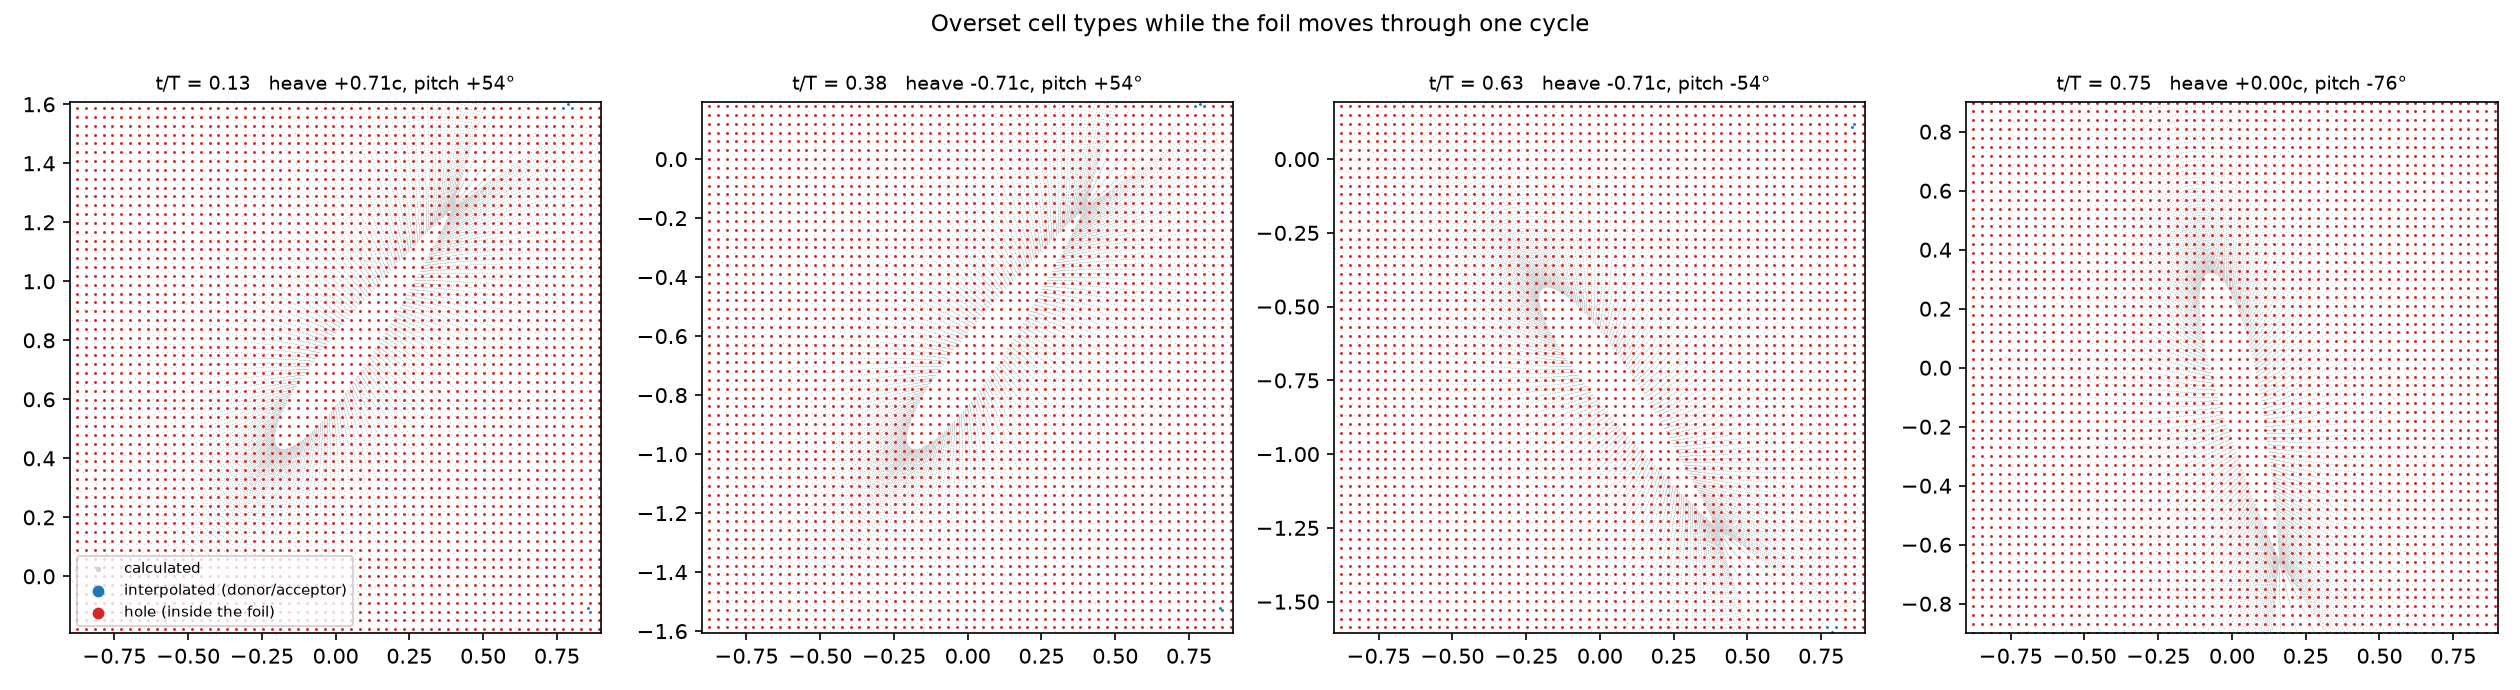 Overset cell types while the foil moves through one cycle
t/T = 0.13   heave +0.71c, pitch +54°
1.6
1.4
1.2
1.0
0.8
0.6
0.4
0.2
0.0
calculated
interpolated (donor/acceptor)
hole (inside the foil)
−0.75 −0.50 −0.25 0.00 0.25 0.50 0.75
t/T = 0.38   heave -0.71c, pitch +54°
0.0
−0.2
−0.4
−0.6
−0.8
−1.0
−1.2
−1.4
−1.6
−0.75 −0.50 −0.25 0.00 0.25 0.50 0.75
t/T = 0.63   heave -0.71c, pitch -54°
0.00
−0.25
−0.50
−0.75
−1.00
−1.25
−1.50
−0.75 −0.50 −0.25 0.00 0.25 0.50 0.75
t/T = 0.75   heave +0.00c, pitch -76°
0.8
0.6
0.4
0.2
0.0
−0.2
−0.4
−0.6
−0.8
−0.75 −0.50 −0.25 0.00 0.25 0.50 0.75